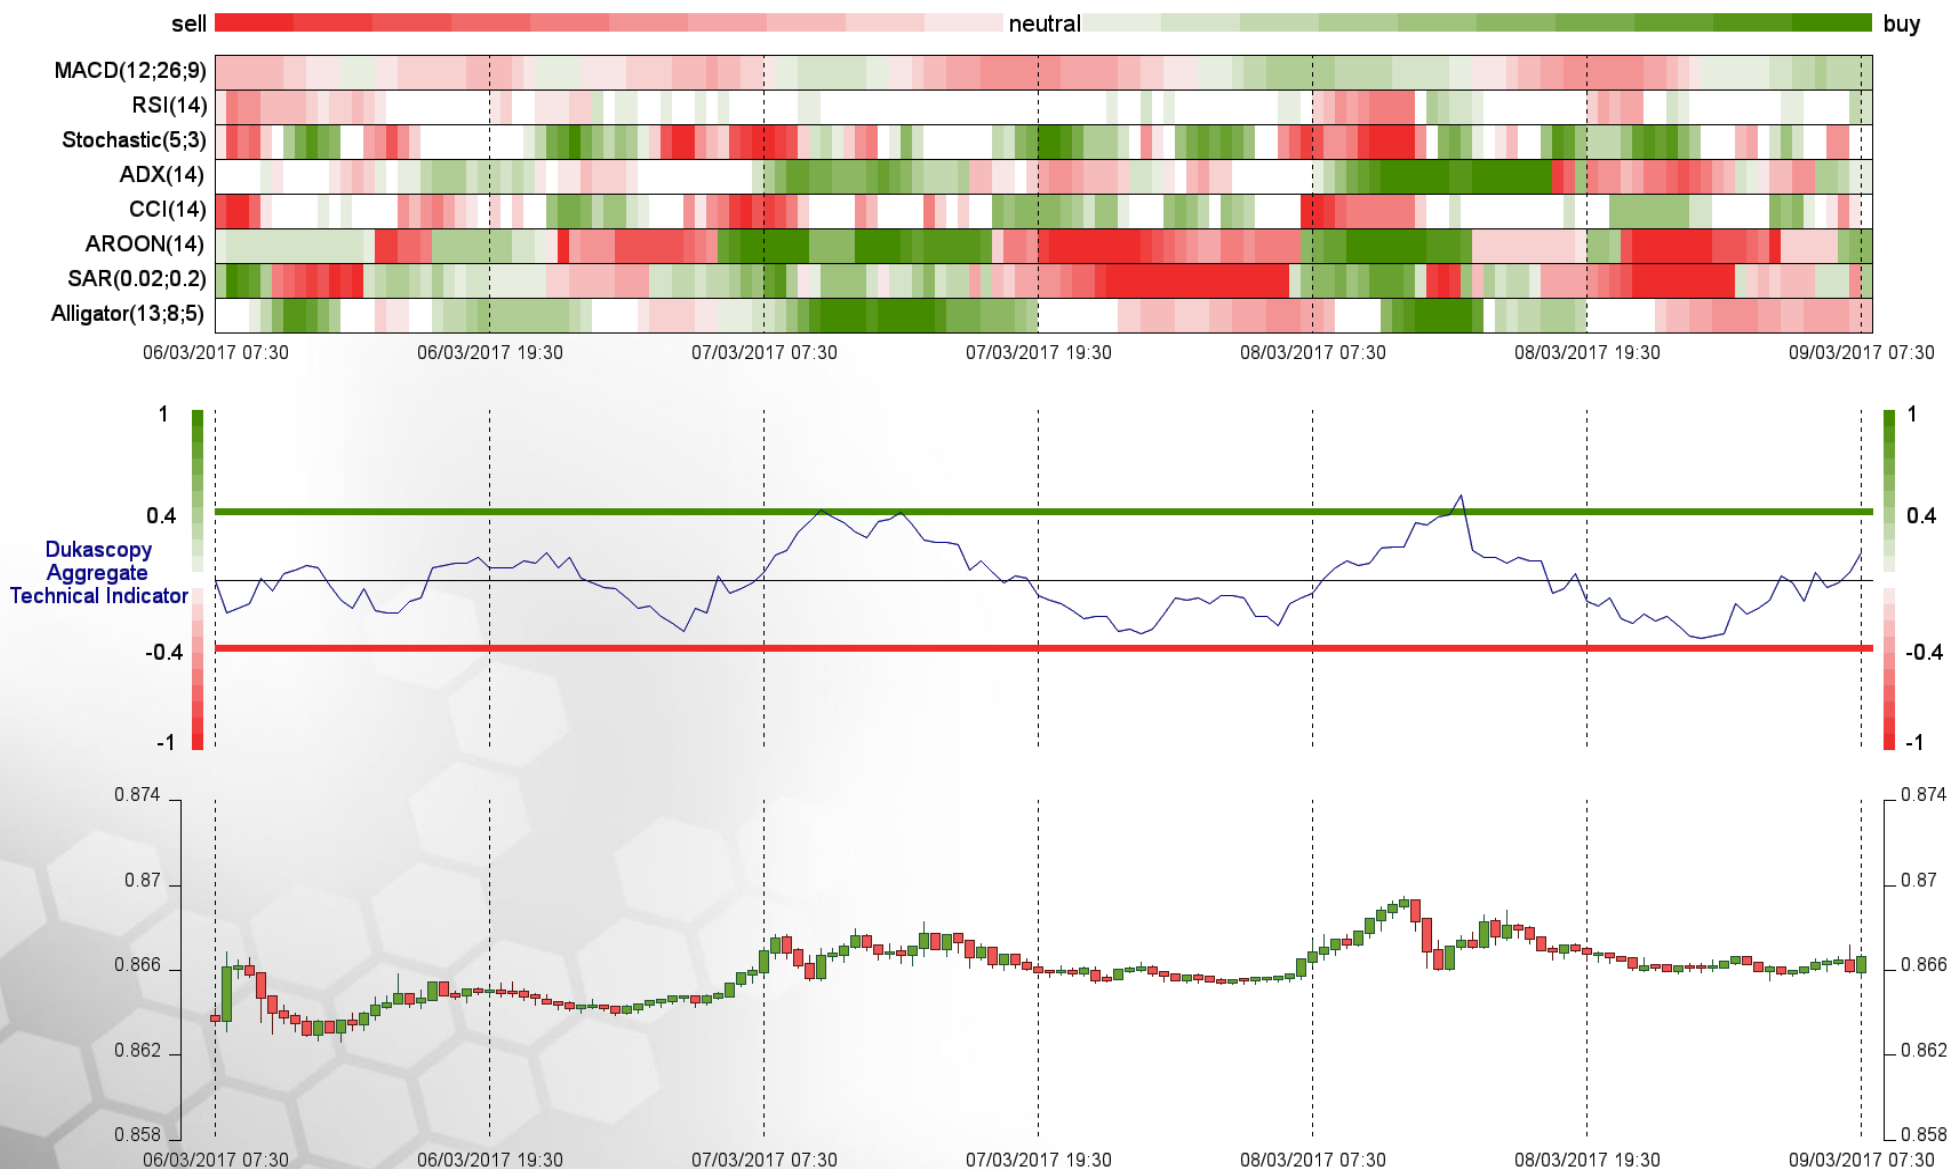 sell neutral buy
MACD(12;26;9)
RSI(14)
Stochastic(5;3)
ADX(14)
CCI(14)
AROON(14)
SAR(0.02;0.2)
Alligator(13;8;5)
06/03/2017 07:30 06/03/2017 19:30 07/03/2017 07:30 07/03/2017 19:30 08/03/2017 07:30 08/03/2017 19:30 09/03/2017 07:30
1 1
0.4 0.4
Dukascopy
Aggregate
Technical Indicator
-0.4 -0.4
-1 -1
0.874 0.874
0.87 0.87
0.866 0.866
0.862 0.862
0.858 0.858
06/03/2017 07:30 06/03/2017 19:30 07/03/2017 07:30 07/03/2017 19:30 08/03/2017 07:30 08/03/2017 19:30 09/03/2017 07:30